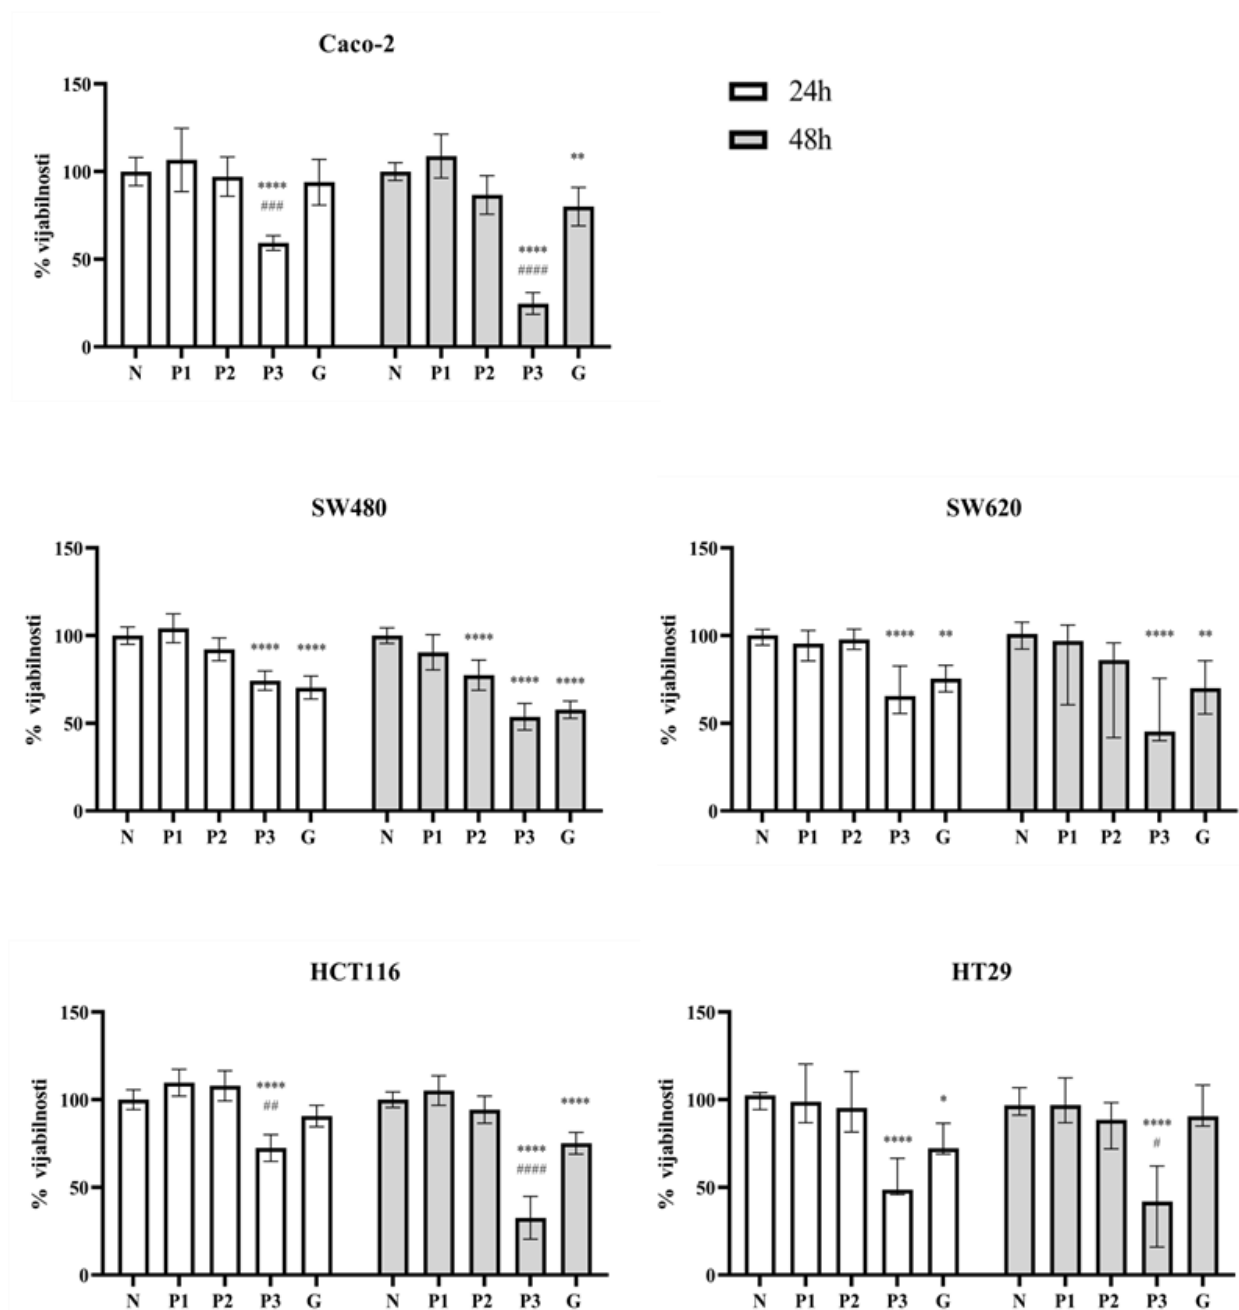 Caco-2
24h
48h
% vijabilnosti
150
100
50
0
****
###
****
####
**
N P1 P2 P3 G N P1 P2 P3 G
SW480
% vijabilnosti
150
100
50
0
**** ****
**** **** ****
N P1 P2 P3 G N P1 P2 P3 G
SW620
% vijabilnosti
150
100
50
0
**** **
**** **
N P1 P2 P3 G N P1 P2 P3 G
HCT116
% vijabilnosti
150
100
50
0
****
##
****
####
****
N P1 P2 P3 G N P1 P2 P3 G
HT29
% vijabilnosti
150
100
50
0
****
*
****
#
N P1 P2 P3 G N P1 P2 P3 G